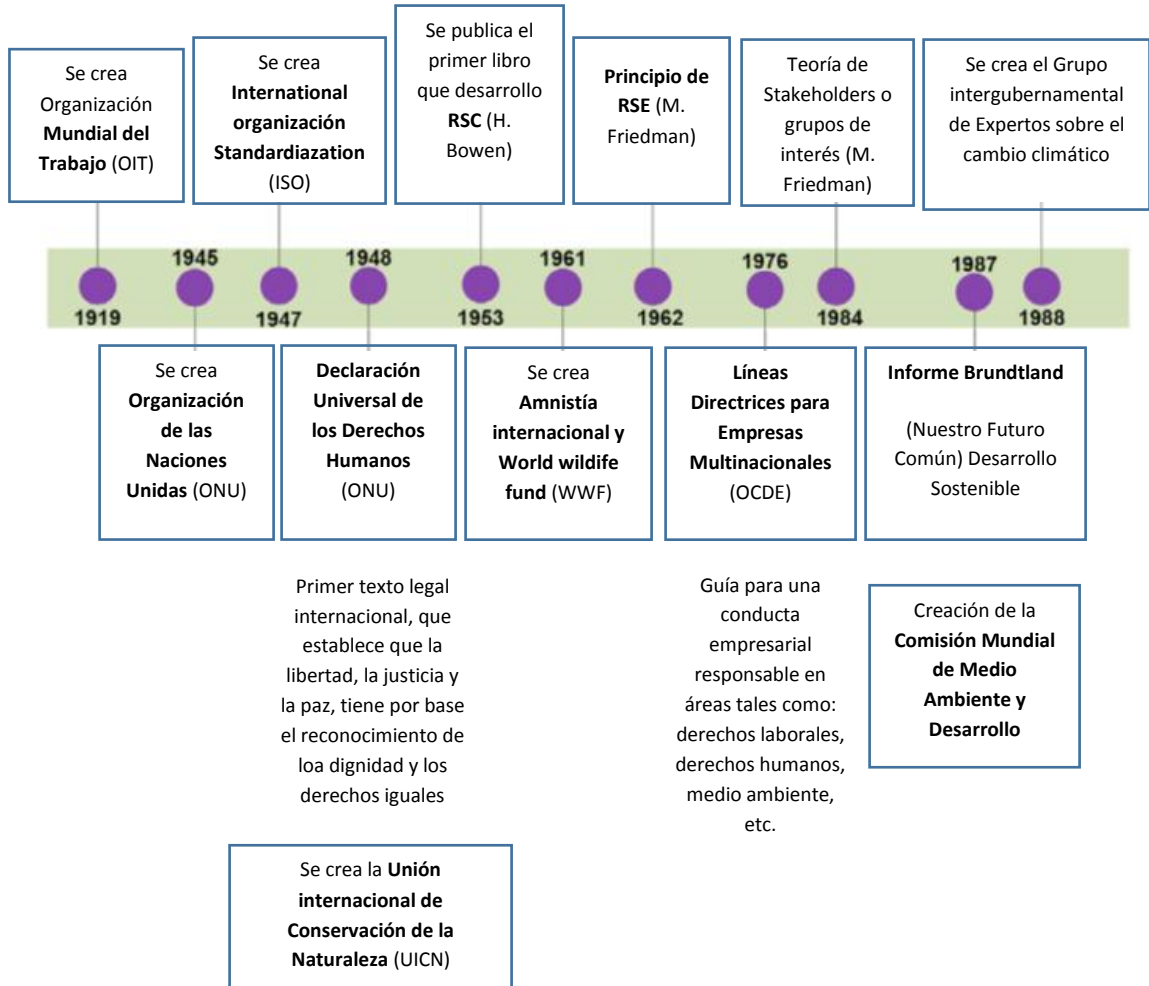 Se crea
Organización
Mundial del
Trabajo (OIT)
Se crea
International
organización
Standardiazation
(ISO)
Se publica el
primer libro
que desarrollo
RSC (H.
Bowen)
Principio de
RSE (M.
Friedman)
Teoría de
Stakeholders o
grupos de
interés (M.
Friedman)
Se crea el Grupo
intergubernamental
de Expertos sobre el
cambio climático
1945
1948
1961
1976
1987
1919
1947
1953
1962
1984
1988
Se crea
Organización
de las
Naciones
Unidas (ONU)
Declaración
Universal de
los Derechos
Humanos
(ONU)
Se crea
Amnistía
internacional y
World wildife
fund (WWF)
Líneas
Directrices para
Empresas
Multinacionales
(OCDE)
Informe Brundtland
(Nuestro Futuro
Común) Desarrollo
Sostenible
Primer texto legal
internacional, que
establece que la
libertad, la justicia y
la paz, tiene por base
el reconocimiento de
loa dignidad y los
derechos iguales
Guía para una
conducta
empresarial
responsable en
áreas tales como:
derechos laborales,
derechos humanos,
medio ambiente,
etc.
Creación de la
Comisión Mundial
de Medio
Ambiente y
Desarrollo
Se crea la Unión
internacional de
Conservación de la
Naturaleza (UICN)